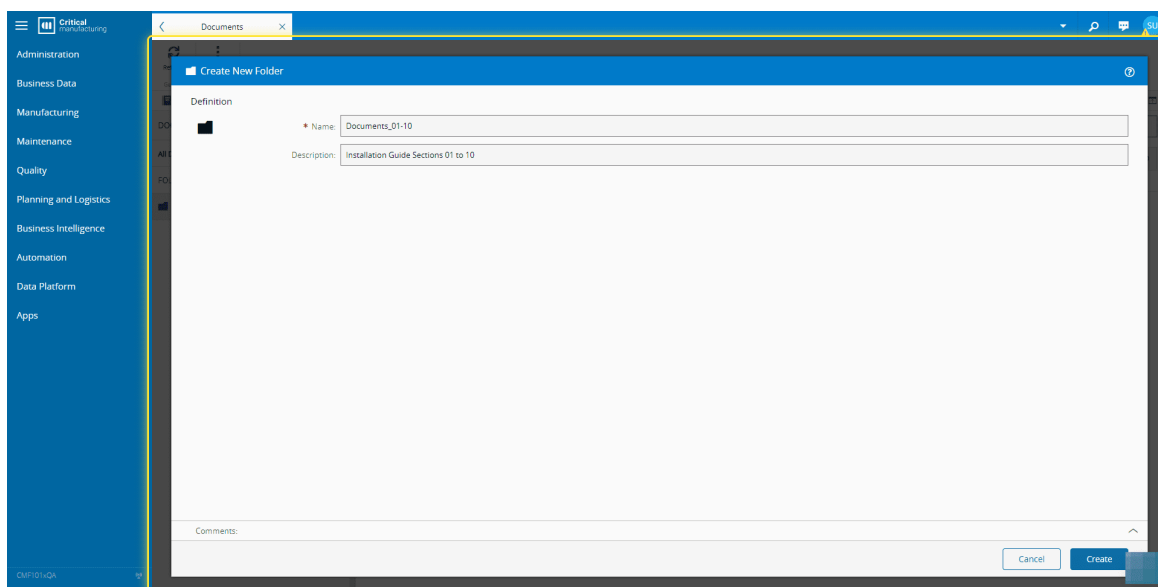 Critical
manufacturing
Documents
SU
Administration
Business Data
Manufacturing
Maintenance
Quality
Planning and Logistics
Business Intelligence
Automation
Data Platform
Apps
Create New Folder
Definition
* Name: Documents_01-10
Description: Installation Guide Sections 01 to 10
Comments:
Cancel
Create
CMF101xQA